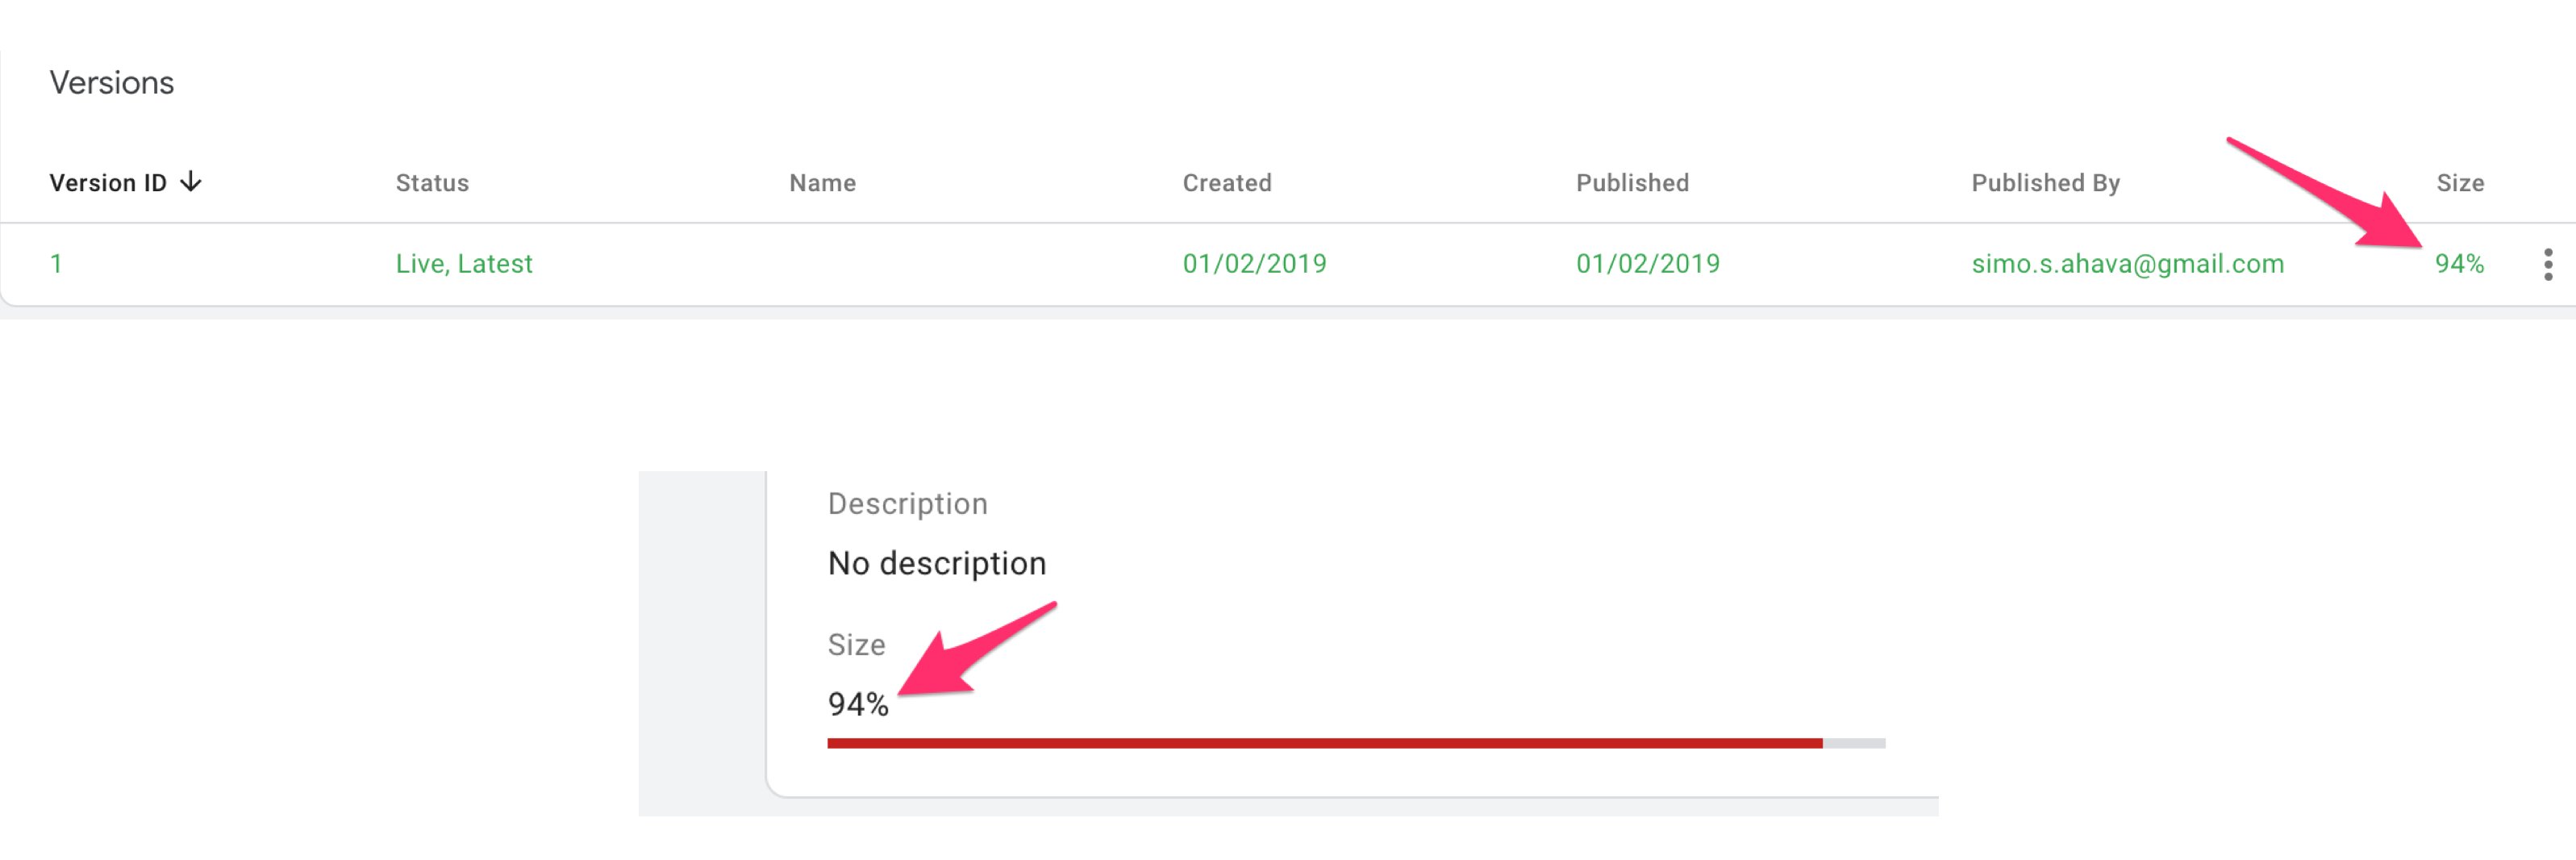 Versions
Version ID Status Name Created Published Published By Size
1 Live, Latest 01/02/2019 01/02/2019 simo.s.ahava@gmail.com 94%
Description
No description
Size
94%